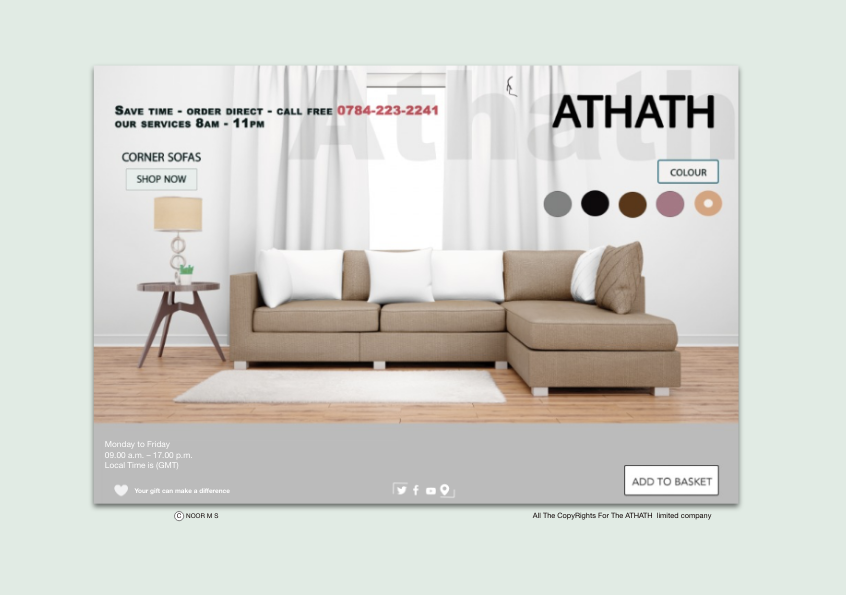 Athath
SAVE TIME - ORDER DIRECT - CALL FREE 0784-223-2241
OUR SERVICES 8AM - 11PM
ATHATH
CORNER SOFAS
SHOP NOW
COLOUR
Monday to Friday
09.00 a.m. – 17.00 p.m.
Local Time is (GMT)
Your gift can make a difference
ADD TO BASKET
C NOOR M S
All The CopyRights For The ATHATH limited company